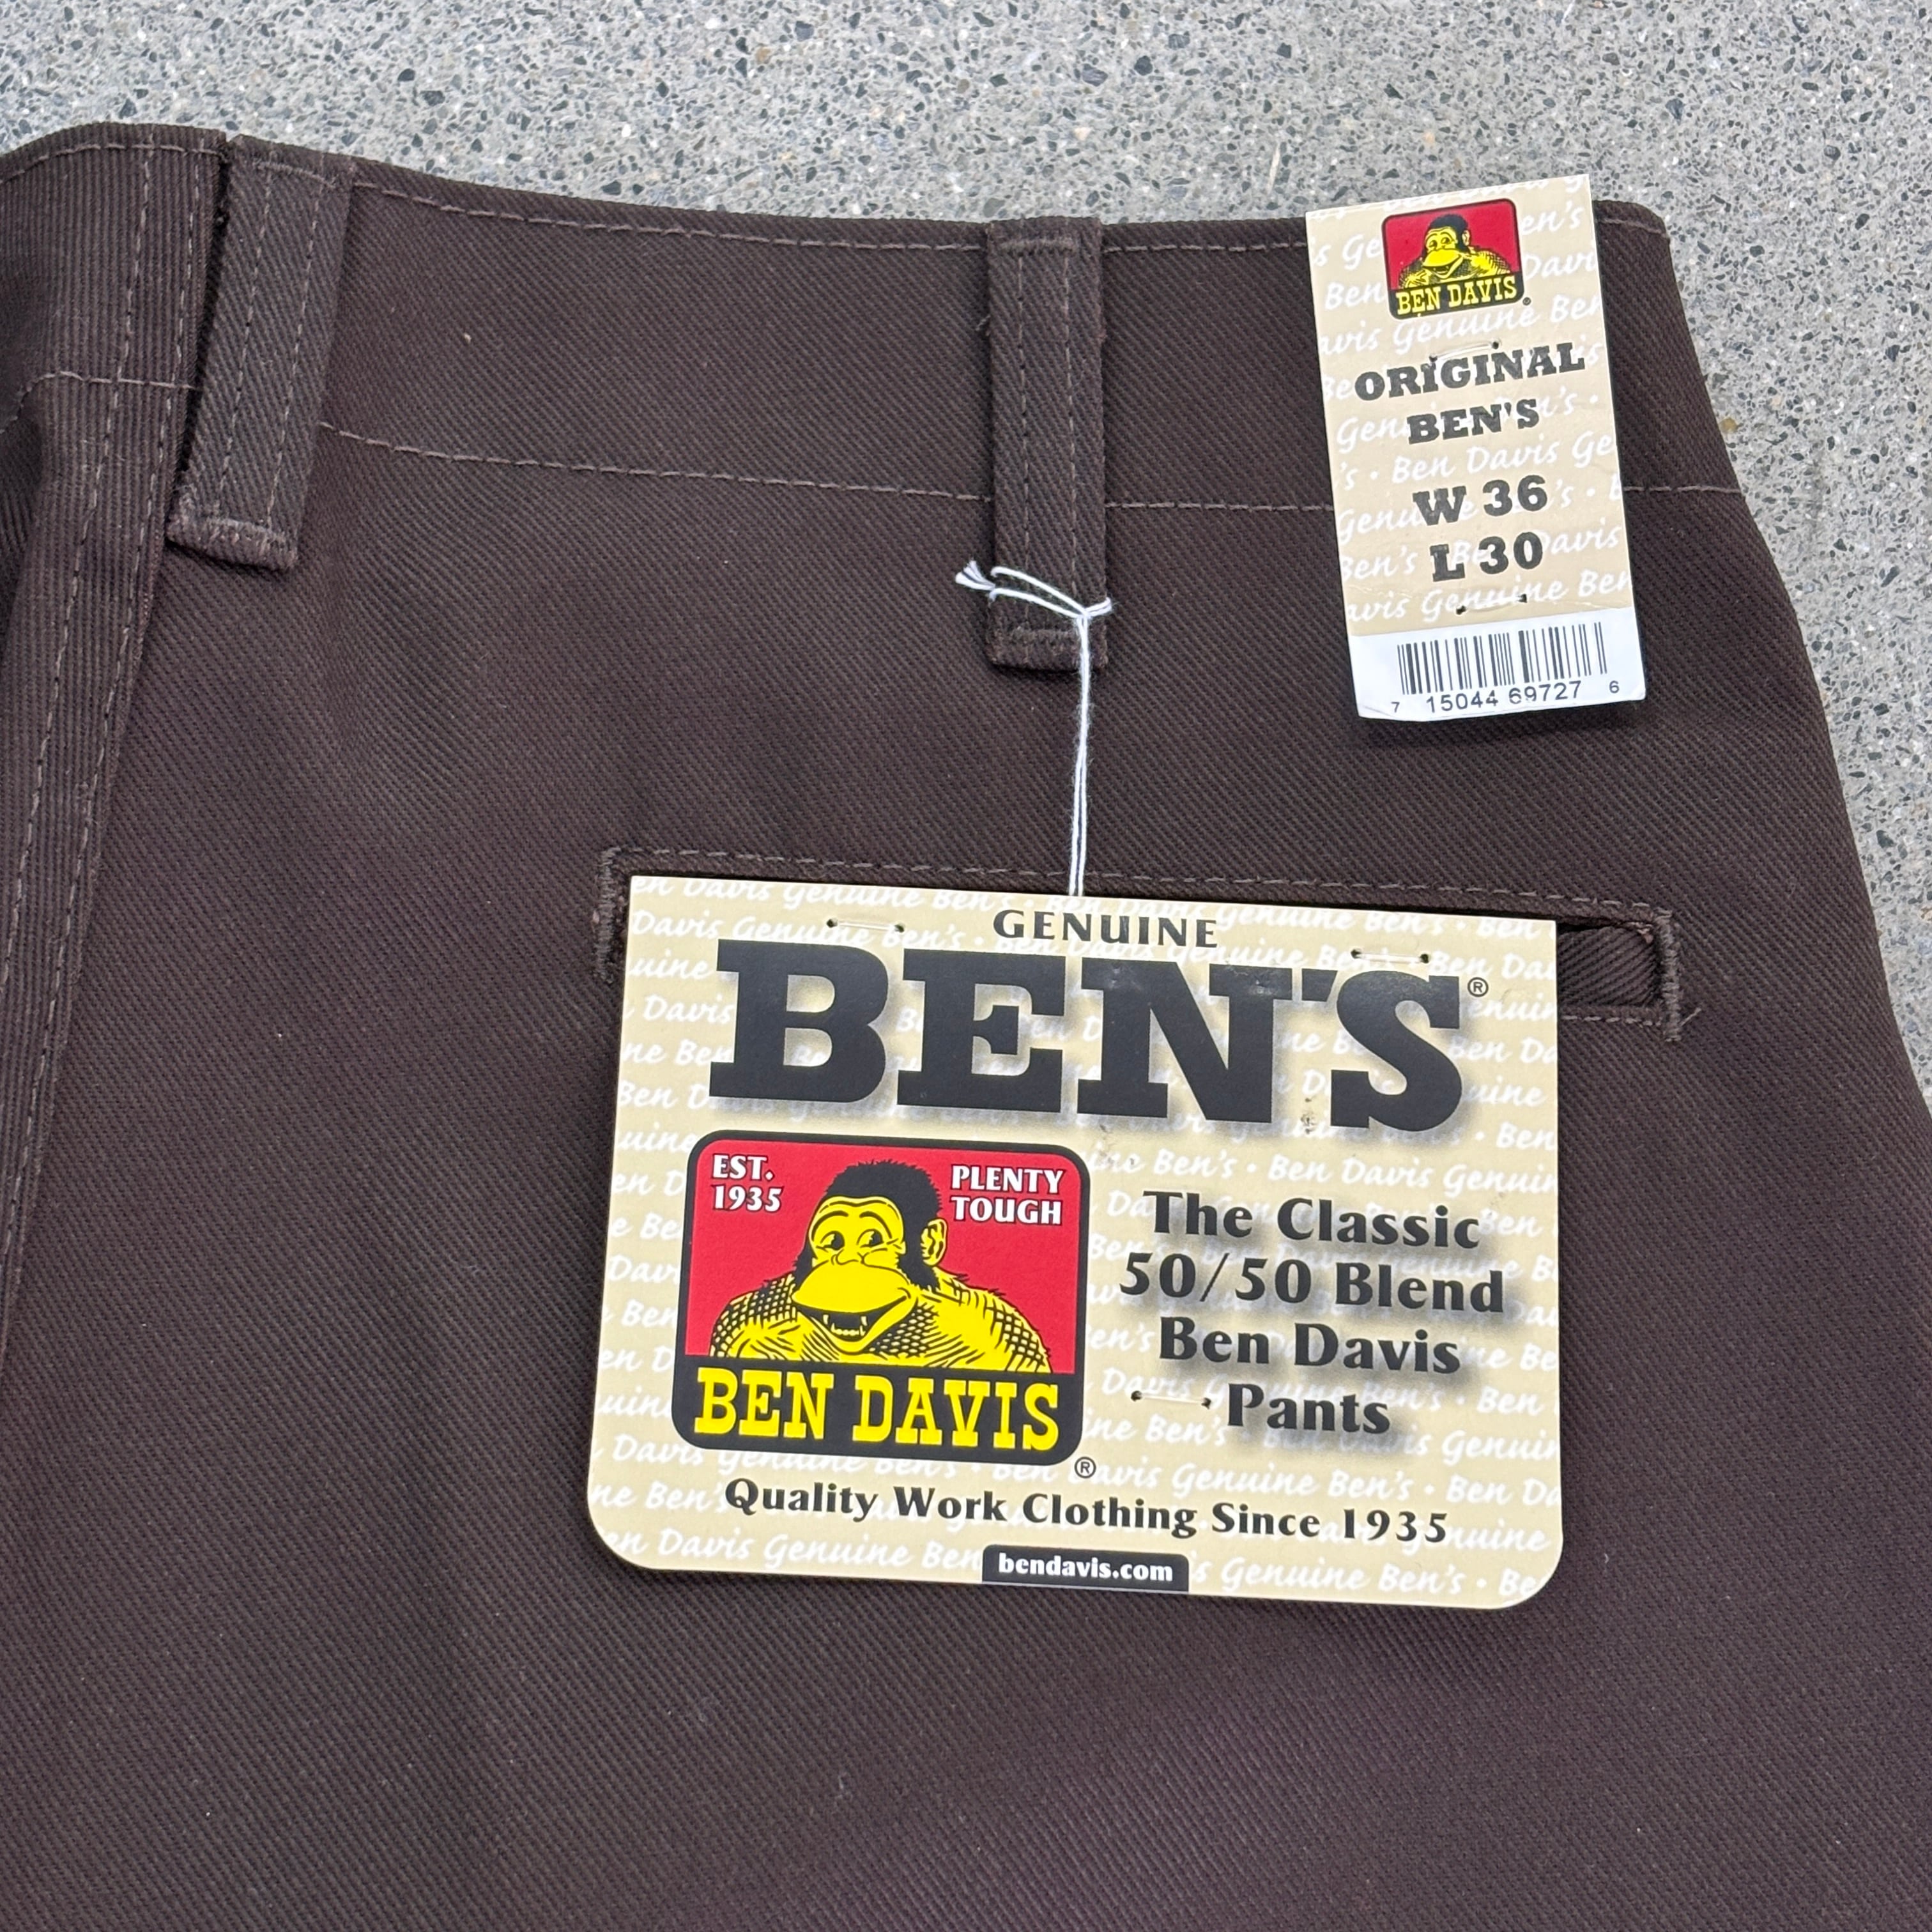 BEN DAVIS
ORIGINAL
BEN'S
W 36
L 30
7 15044 69727 6
GENUINE
BEN'S®
EST.
1935
PLENTY
TOUGH
BEN DAVIS
®
The Classic
50/50 Blend
Ben Davis
Pants
Quality Work Clothing Since 1935
bendavis.com